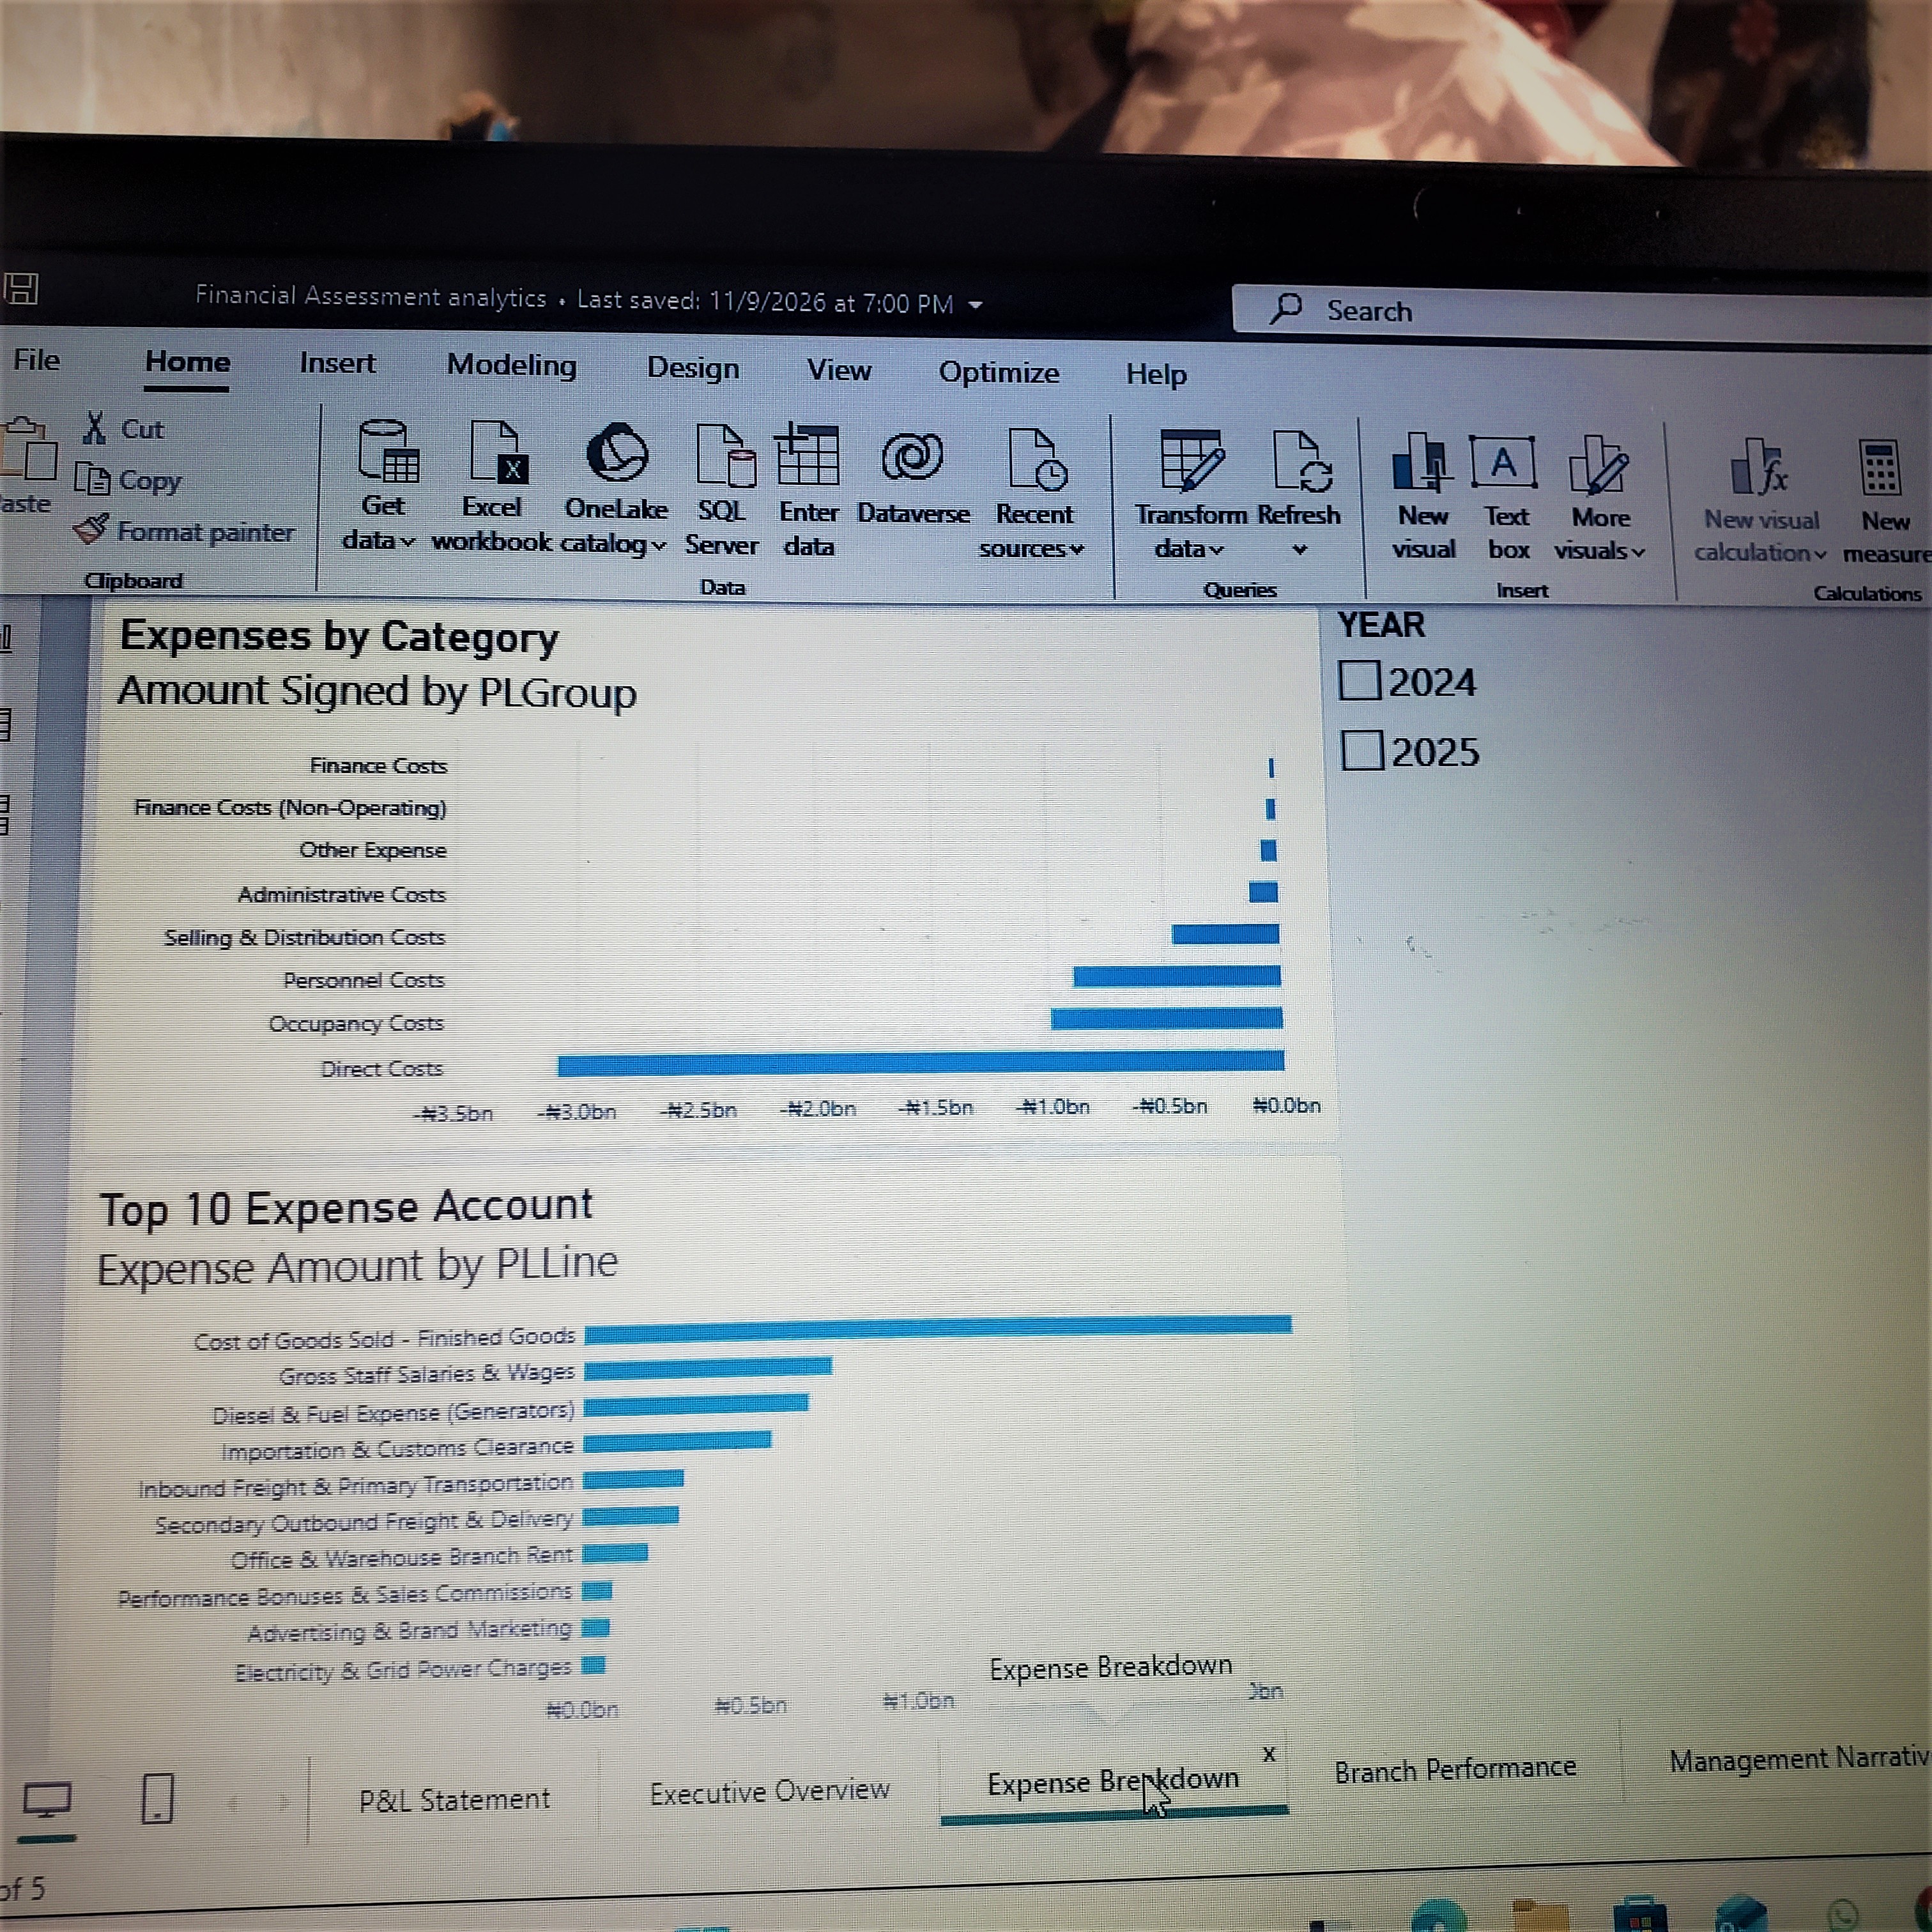 Financial Assessment analytics • Last saved: 11/9/2026 at 7:00 PM
Search
File Home Insert Modeling Design View Optimize Help
aste
Cut
Copy
Format painter
Clipboard
Get data
Excel workbook
OneLake catalog
SQL Server
Enter data
Dataverse
Recent sources
Data
Transform data
Refresh
Queries
New visual
Text box
More visuals
Insert
New visual calculation
New measure
Calculations
Expenses by Category
Amount Signed by PLGroup
Finance Costs
Finance Costs (Non-Operating)
Other Expense
Administrative Costs
Selling & Distribution Costs
Personnel Costs
Occupancy Costs
Direct Costs
-₦3.5bn -₦3.0bn -₦2.5bn -₦2.0bn -₦1.5bn -₦1.0bn -₦0.5bn ₦0.0bn
YEAR
2024
2025
Top 10 Expense Account
Expense Amount by PLLine
Cost of Goods Sold - Finished Goods
Gross Staff Salaries & Wages
Diesel & Fuel Expense (Generators)
Importation & Customs Clearance
Inbound Freight & Primary Transportation
Secondary Outbound Freight & Delivery
Office & Warehouse Branch Rent
Performance Bonuses & Sales Commissions
Advertising & Brand Marketing
Electricity & Grid Power Charges
₦0.0bn ₦0.5bn ₦1.0bn
Expense Breakdown
P&L Statement Executive Overview Expense Breakdown x Branch Performance Management Narrativ
of 5